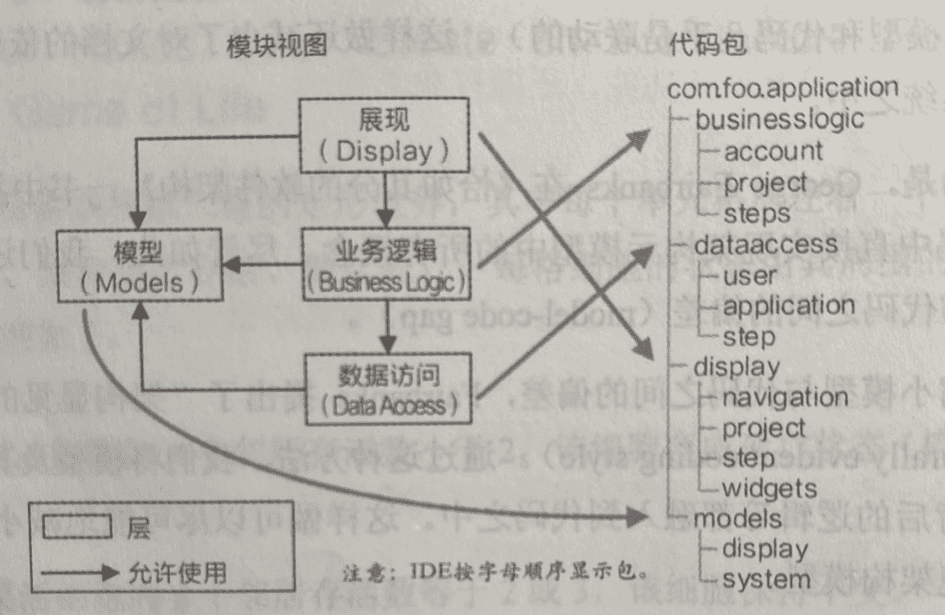 模块视图
展现
(Display)
模型
(Models)
业务逻辑
(Business Logic)
数据访问
(Data Access)
层
允许使用
注意：IDE按字母顺序显示包。
代码包
com.foo.application
businesslogic
account
project
steps
dataaccess
user
application
step
display
navigation
project
step
widgets
models
display
system